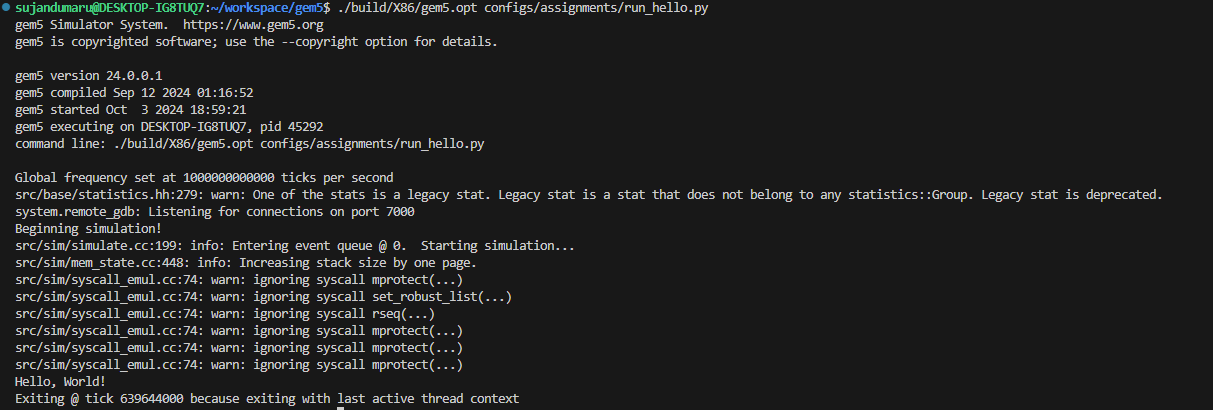 sujandumaru@DESKTOP-IG8TUQ7:~/workspace/gem5$ ./build/X86/gem5.opt configs/assignments/run_hello.py
gem5 Simulator System.  https://www.gem5.org
gem5 is copyrighted software; use the --copyright option for details.

gem5 version 24.0.0.1
gem5 compiled Sep 12 2024 01:16:52
gem5 started Oct  3 2024 18:59:21
gem5 executing on DESKTOP-IG8TUQ7, pid 45292
command line: ./build/X86/gem5.opt configs/assignments/run_hello.py

Global frequency set at 1000000000000 ticks per second
src/base/statistics.hh:279: warn: One of the stats is a legacy stat. Legacy stat is a stat that does not belong to any statistics::Group. Legacy stat is deprecated.
system.remote_gdb: Listening for connections on port 7000
Beginning simulation!
src/sim/simulate.cc:199: info: Entering event queue @ 0.  Starting simulation...
src/sim/mem_state.cc:448: info: Increasing stack size by one page.
src/sim/syscall_emul.cc:74: warn: ignoring syscall mprotect(...)
src/sim/syscall_emul.cc:74: warn: ignoring syscall set_robust_list(...)
src/sim/syscall_emul.cc:74: warn: ignoring syscall rseq(...)
src/sim/syscall_emul.cc:74: warn: ignoring syscall mprotect(...)
src/sim/syscall_emul.cc:74: warn: ignoring syscall mprotect(...)
src/sim/syscall_emul.cc:74: warn: ignoring syscall mprotect(...)
Hello, World!
Exiting @ tick 639644000 because exiting with last active thread context